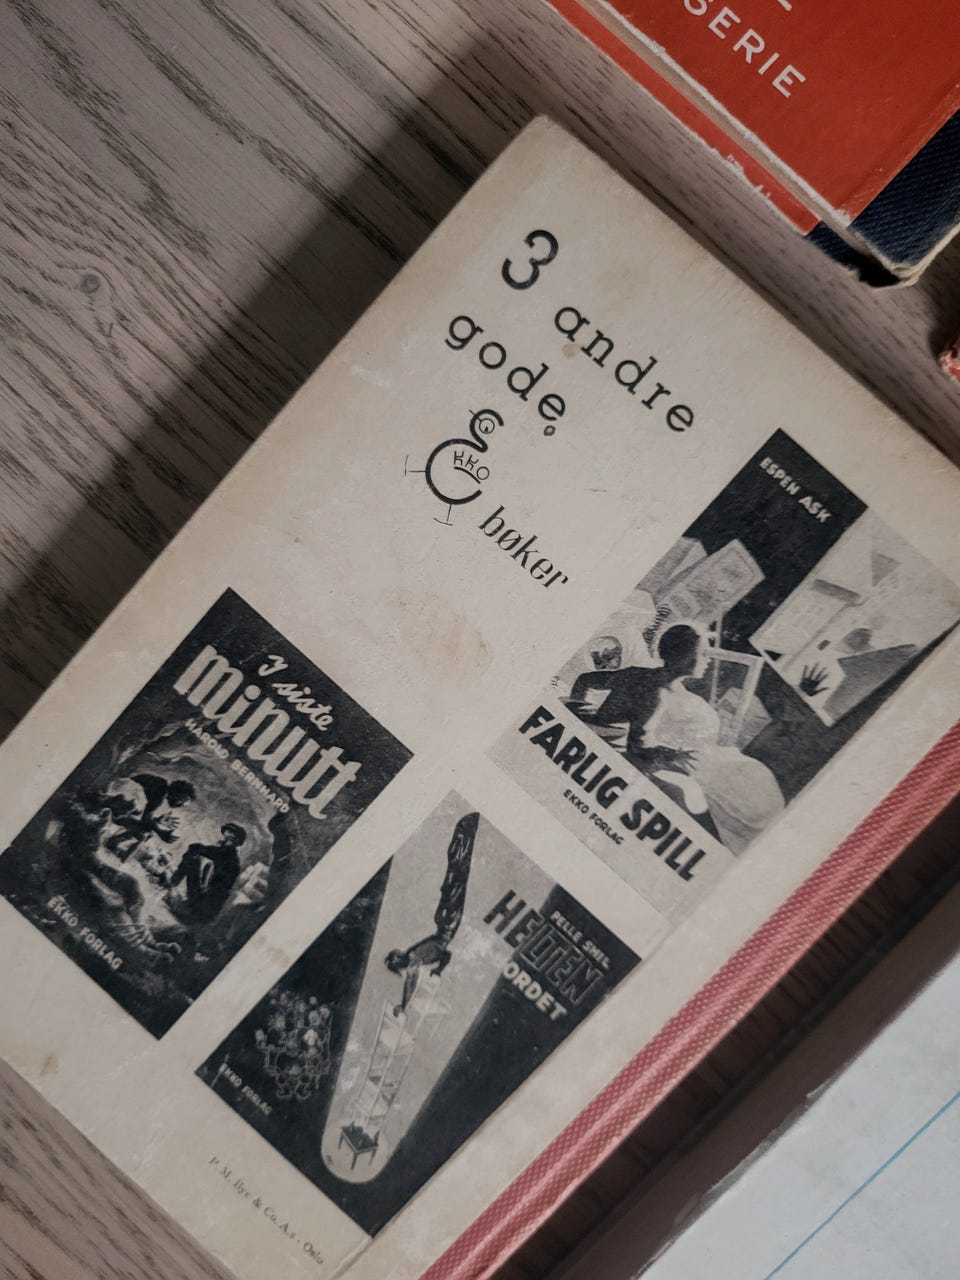 SERIE
3 andre
gode
EKKO
bøker
ESPEN ASK
FARLIG SPILL
EKKO FORLAG
I siste
minutt
HAROLD BERNHARD
EKKO FORLAG
PELLE SMIL
HELTEN
ORDET
EKKO FORLAG
P. M. Bye & Co. A.s - Oslo